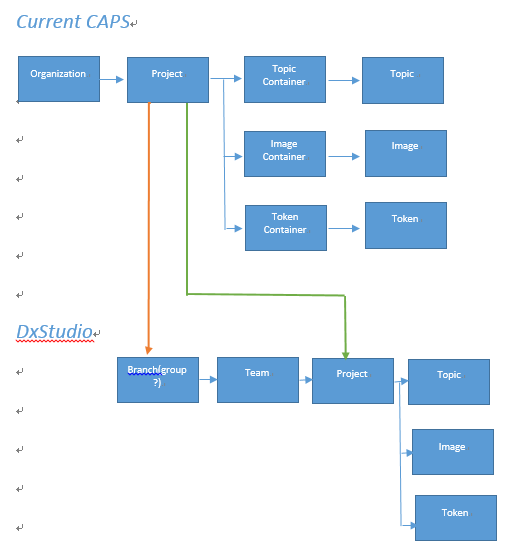 Current CAPS
Organization
Project
Topic
Container
Topic
Image
Container
Image
Token
Container
Token
DxStudio
Branch(group
?)
Team
Project
Topic
Image
Token